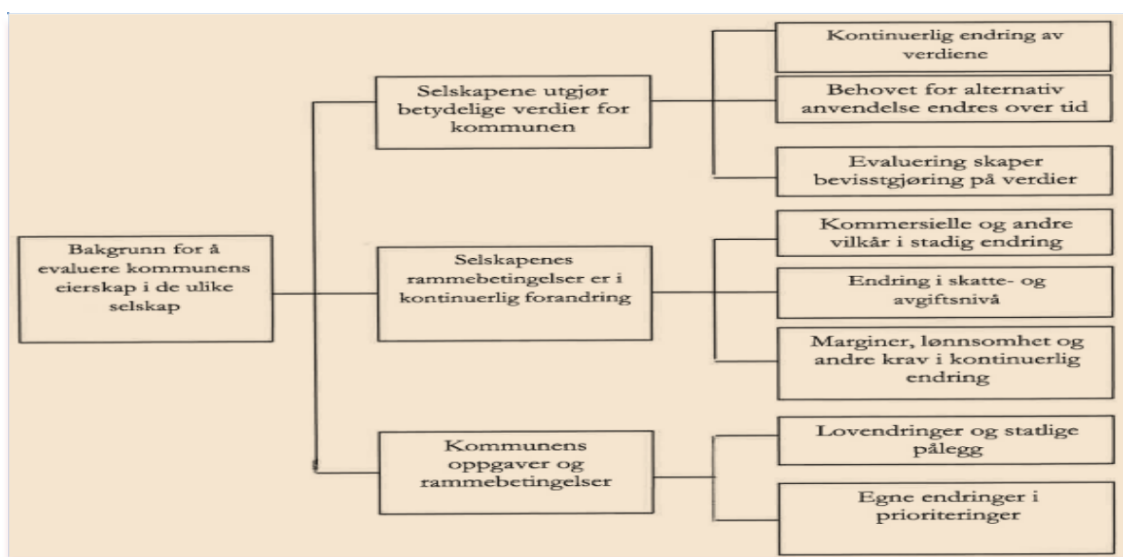 Bakgrunn for å
evaluere kommunens
eierskap i de ulike
selskap
Selskapene utgjør
betydelige verdier for
kommunen
Kontinuerlig endring av
verdiene
Behovet for alternativ
anvendelse endres over tid
Evaluering skaper
bevisstgjøring på verdier
Selskapenes
rammebetingelser er i
kontinuerlig forandring
Kommersielle og andre
vilkår i stadig endring
Endring i skatte- og
avgiftsnivå
Marginer, lønnsomhet og
andre krav i kontinuerlig
endring
Kommunens
oppgaver og
rammebetingelser
Lovendringer og statlige
pålegg
Egne endringer i
prioriteringer